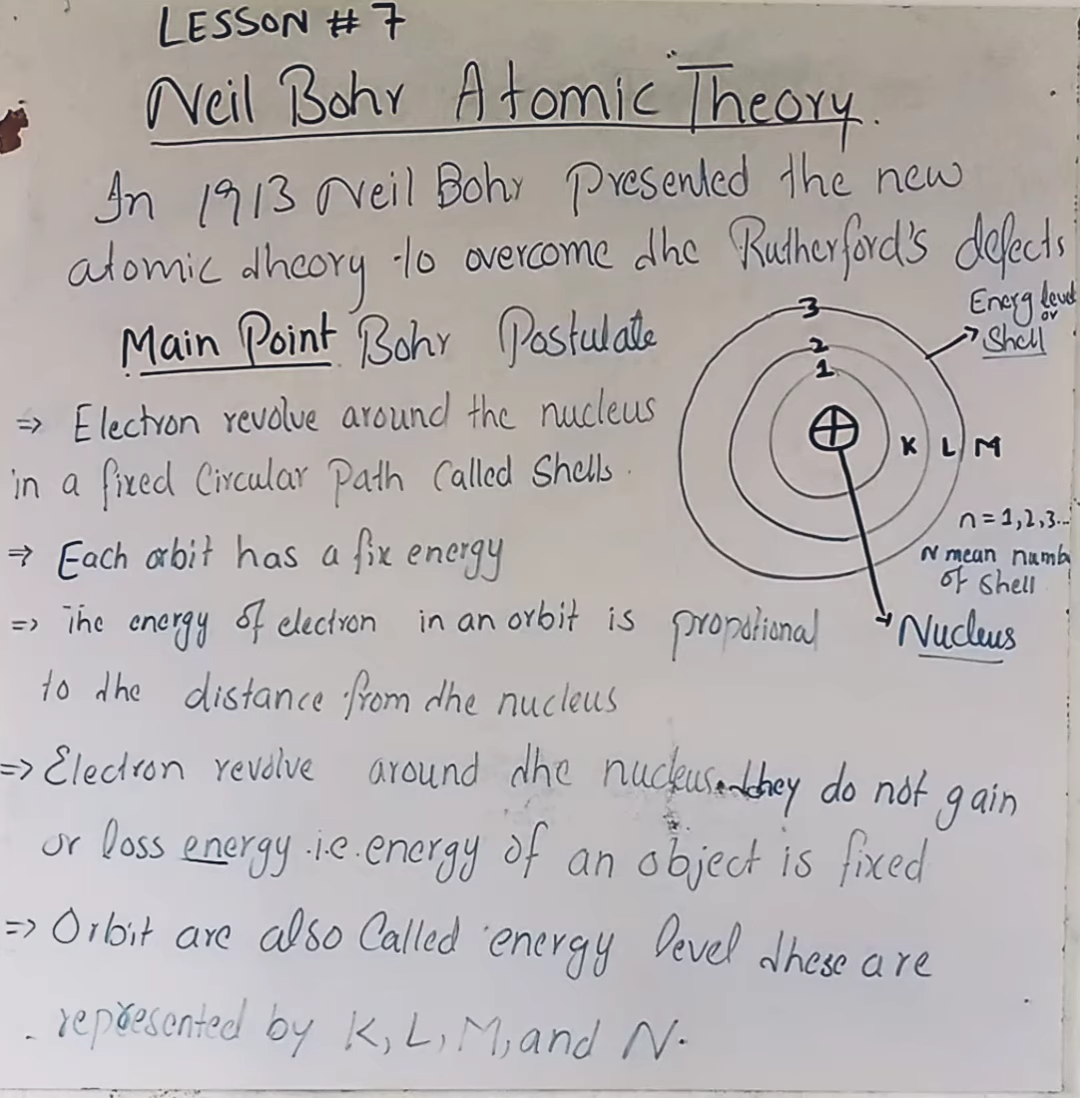 LESSON # 7
Neil Bohr Atomic Theory.
In 1913 Neil Bohr presented the new
atomic theory to overcome the Rutherford's defects
Main Point Bohr Postulate
=> Electron revolve around the nucleus
in a fixed Circular Path Called Shells.
=> Each orbit has a fix energy
=> The energy of electron in an orbit is propotional
to the distance from the nucleus
=> Electron revolve around the nucleus. they do not gain
or loss energy i.e. energy of an object is fixed
=> Orbit are also Called energy level these are
represented by K, L, M, and N.
3
2
1
K L M
Energ level
or
Shell
n = 1,2,3...
N mean numb
of Shell
Nucleus